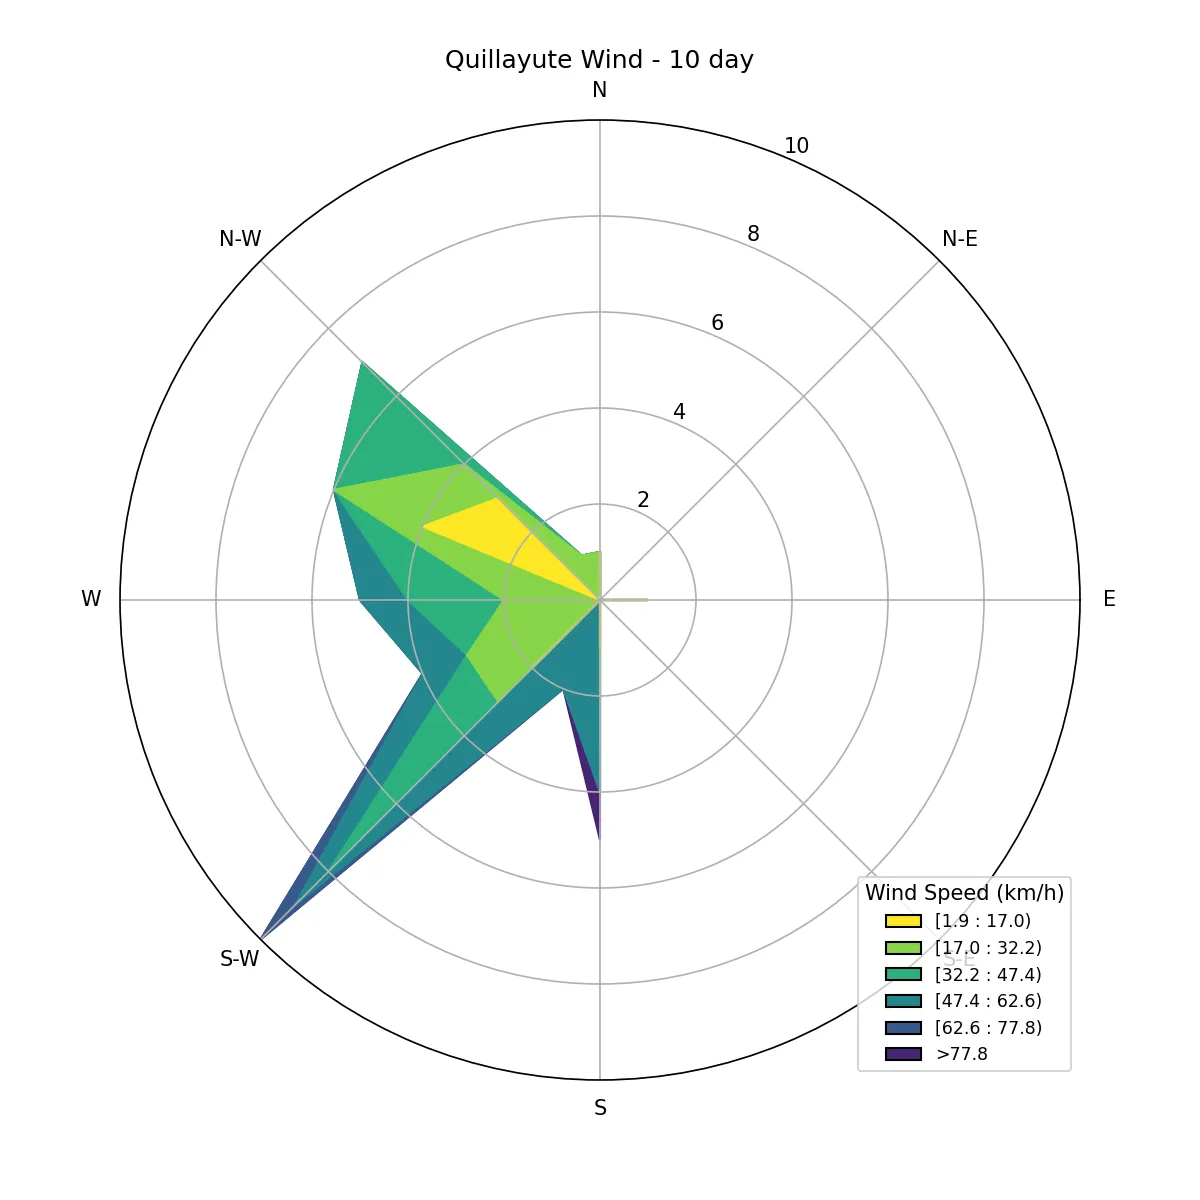 Quillayute Wind - 10 day
N
10
N-W
N-E
8
6
4
2
W
E
Wind Speed (km/h)
[1.9 : 17.0)
[17.0 : 32.2)
S-W
S-E
[32.2 : 47.4)
[47.4 : 62.6)
[62.6 : 77.8)
>77.8
S